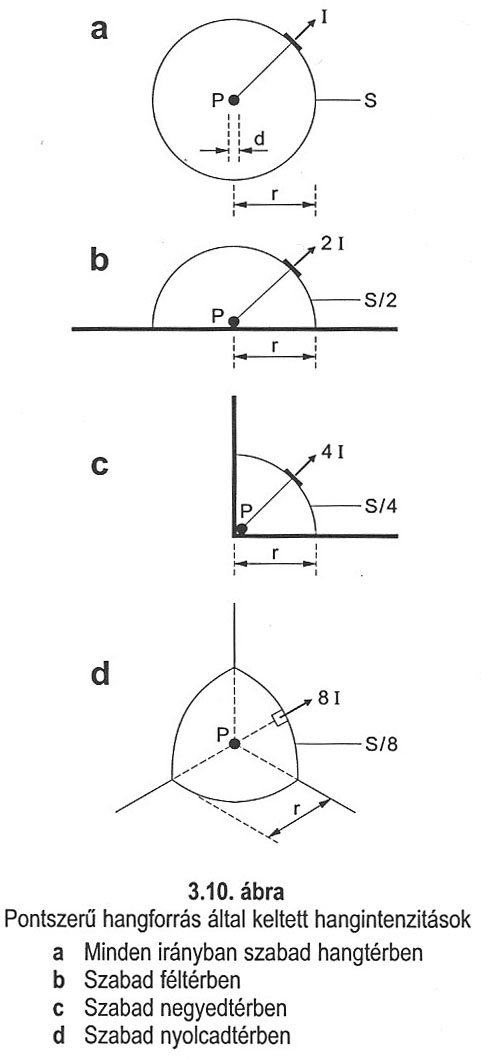 a
I
P
S
d
r
b
2 I
P
S/2
r
c
4 I
P
S/4
r
d
8 I
P
S/8
r
3.10. ábra
Pontszerű hangforrás által keltett hangintenzitások
a Minden irányban szabad hangtérben
b Szabad féltérben
c Szabad negyedtérben
d Szabad nyolcadtérben